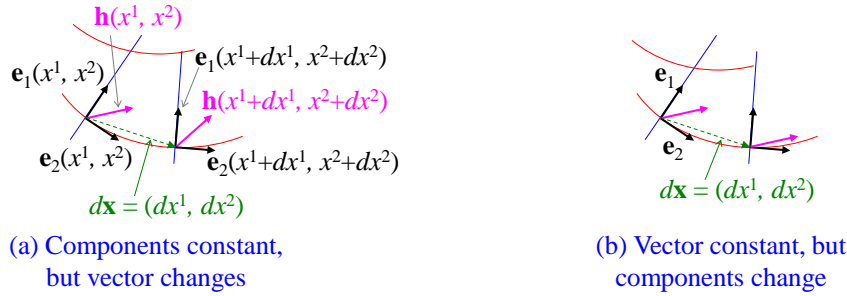 h(x¹, x²)
e₁(x¹+dx¹, x²+dx²)
e₁(x¹, x²)
h(x¹+dx¹, x²+dx²)
e₂(x¹, x²)
e₂(x¹+dx¹, x²+dx²)
dx = (dx¹, dx²)
(a) Components constant,
but vector changes
e₁
e₂
dx = (dx¹, dx²)
(b) Vector constant, but
components change